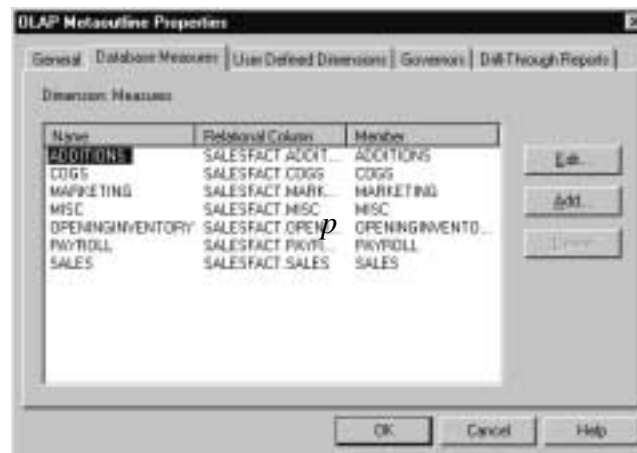 OLAP Metaoutline Properties
General Database Measures User Defined Dimensions Governors Drill-Through Reports
Dimension: Measures
Name Relational Column Member
ADDITIONS SALESFACT.ADDIT... ADDITIONS
COGS SALESFACT.COGS COGS
MARKETING SALESFACT.MARK... MARKETING
MISC SALESFACT.MISC MISC
OPENINGINVENTORY SALESFACT.OPEN... OPENINGINVENTO...
p
PAYROLL SALESFACT.PAYR... PAYROLL
SALES SALESFACT.SALES SALES
Edit...
Add...
Delete
OK Cancel Help